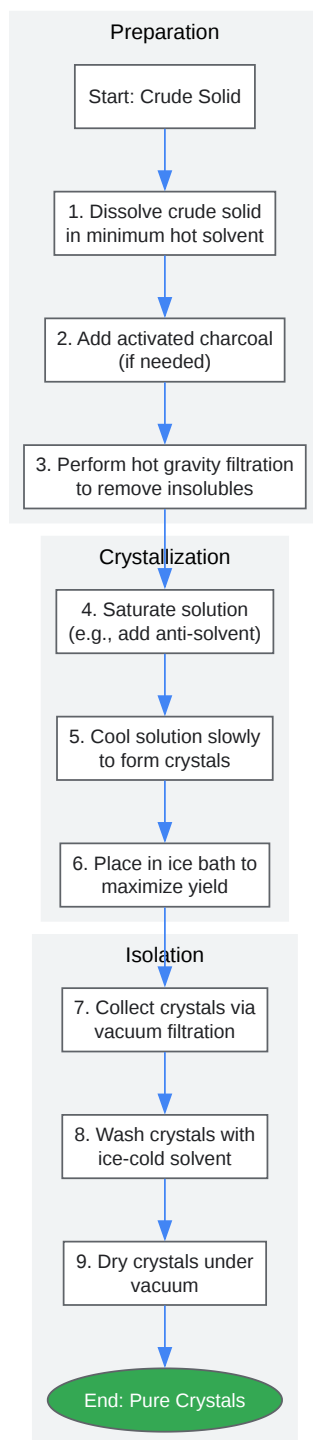 Preparation
Start: Crude Solid
1. Dissolve crude solid
in minimum hot solvent
2. Add activated charcoal
(if needed)
3. Perform hot gravity filtration
to remove insolubles
Crystallization
4. Saturate solution
(e.g., add anti-solvent)
5. Cool solution slowly
to form crystals
6. Place in ice bath to
maximize yield
Isolation
7. Collect crystals via
vacuum filtration
8. Wash crystals with
ice-cold solvent
9. Dry crystals under
vacuum
End: Pure Crystals